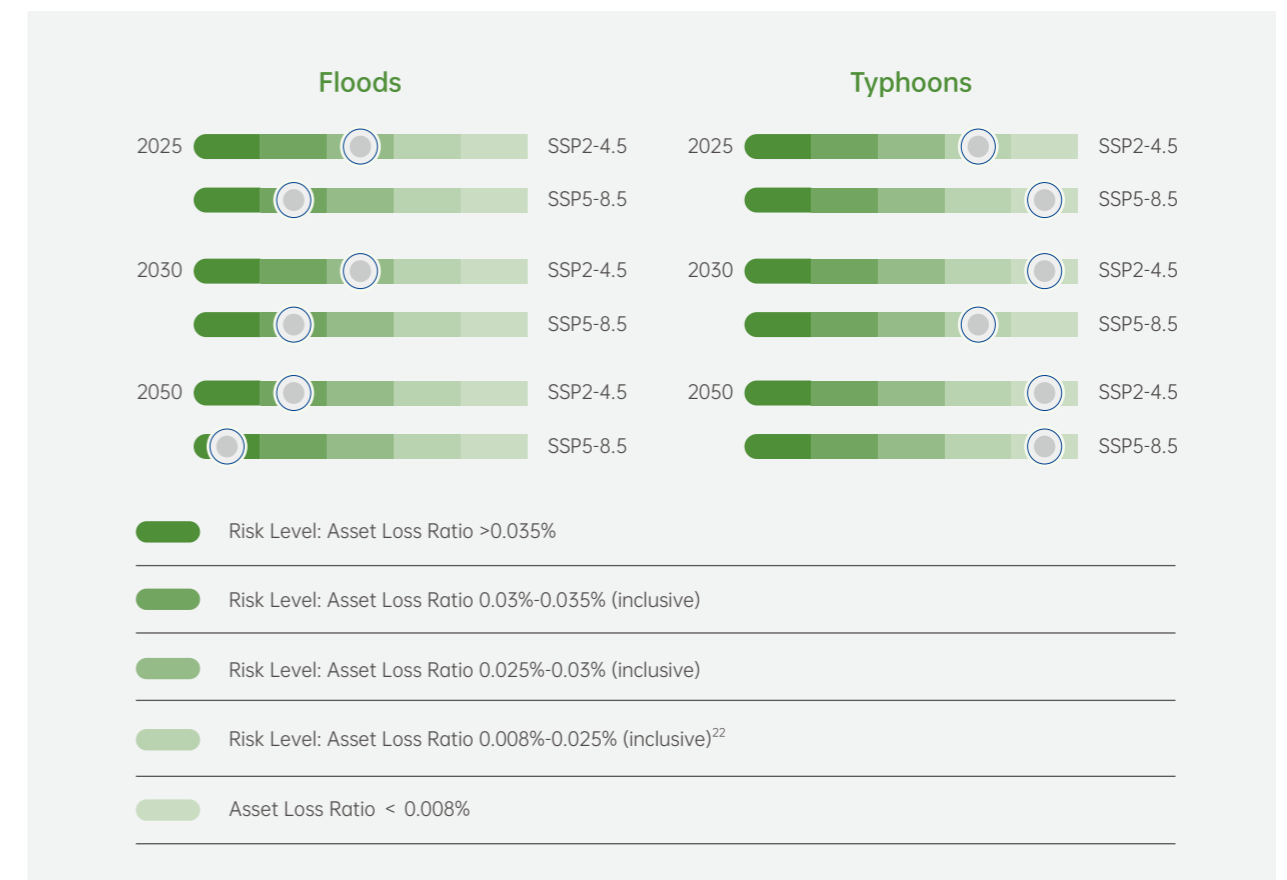 Floods
2025 SSP2-4.5
SSP5-8.5
2030 SSP2-4.5
SSP5-8.5
2050 SSP2-4.5
SSP5-8.5
Typhoons
2025 SSP2-4.5
SSP5-8.5
2030 SSP2-4.5
SSP5-8.5
2050 SSP2-4.5
SSP5-8.5
Risk Level: Asset Loss Ratio >0.035%
Risk Level: Asset Loss Ratio 0.03%-0.035% (inclusive)
Risk Level: Asset Loss Ratio 0.025%-0.03% (inclusive)
Risk Level: Asset Loss Ratio 0.008%-0.025% (inclusive)22
Asset Loss Ratio < 0.008%